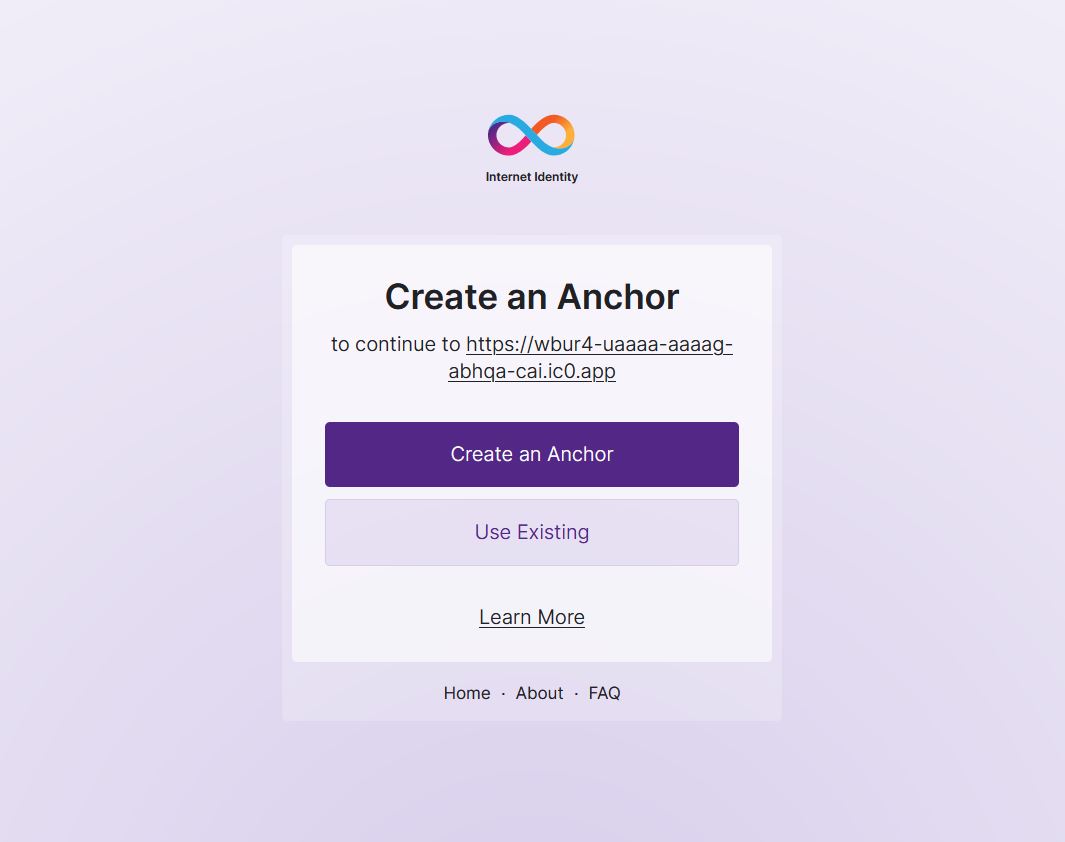 Internet Identity
Create an Anchor
to continue to https://wbur4-uaaaa-aaaag-
abhqa-cai.ic0.app
Create an Anchor
Use Existing
Learn More
Home · About · FAQ